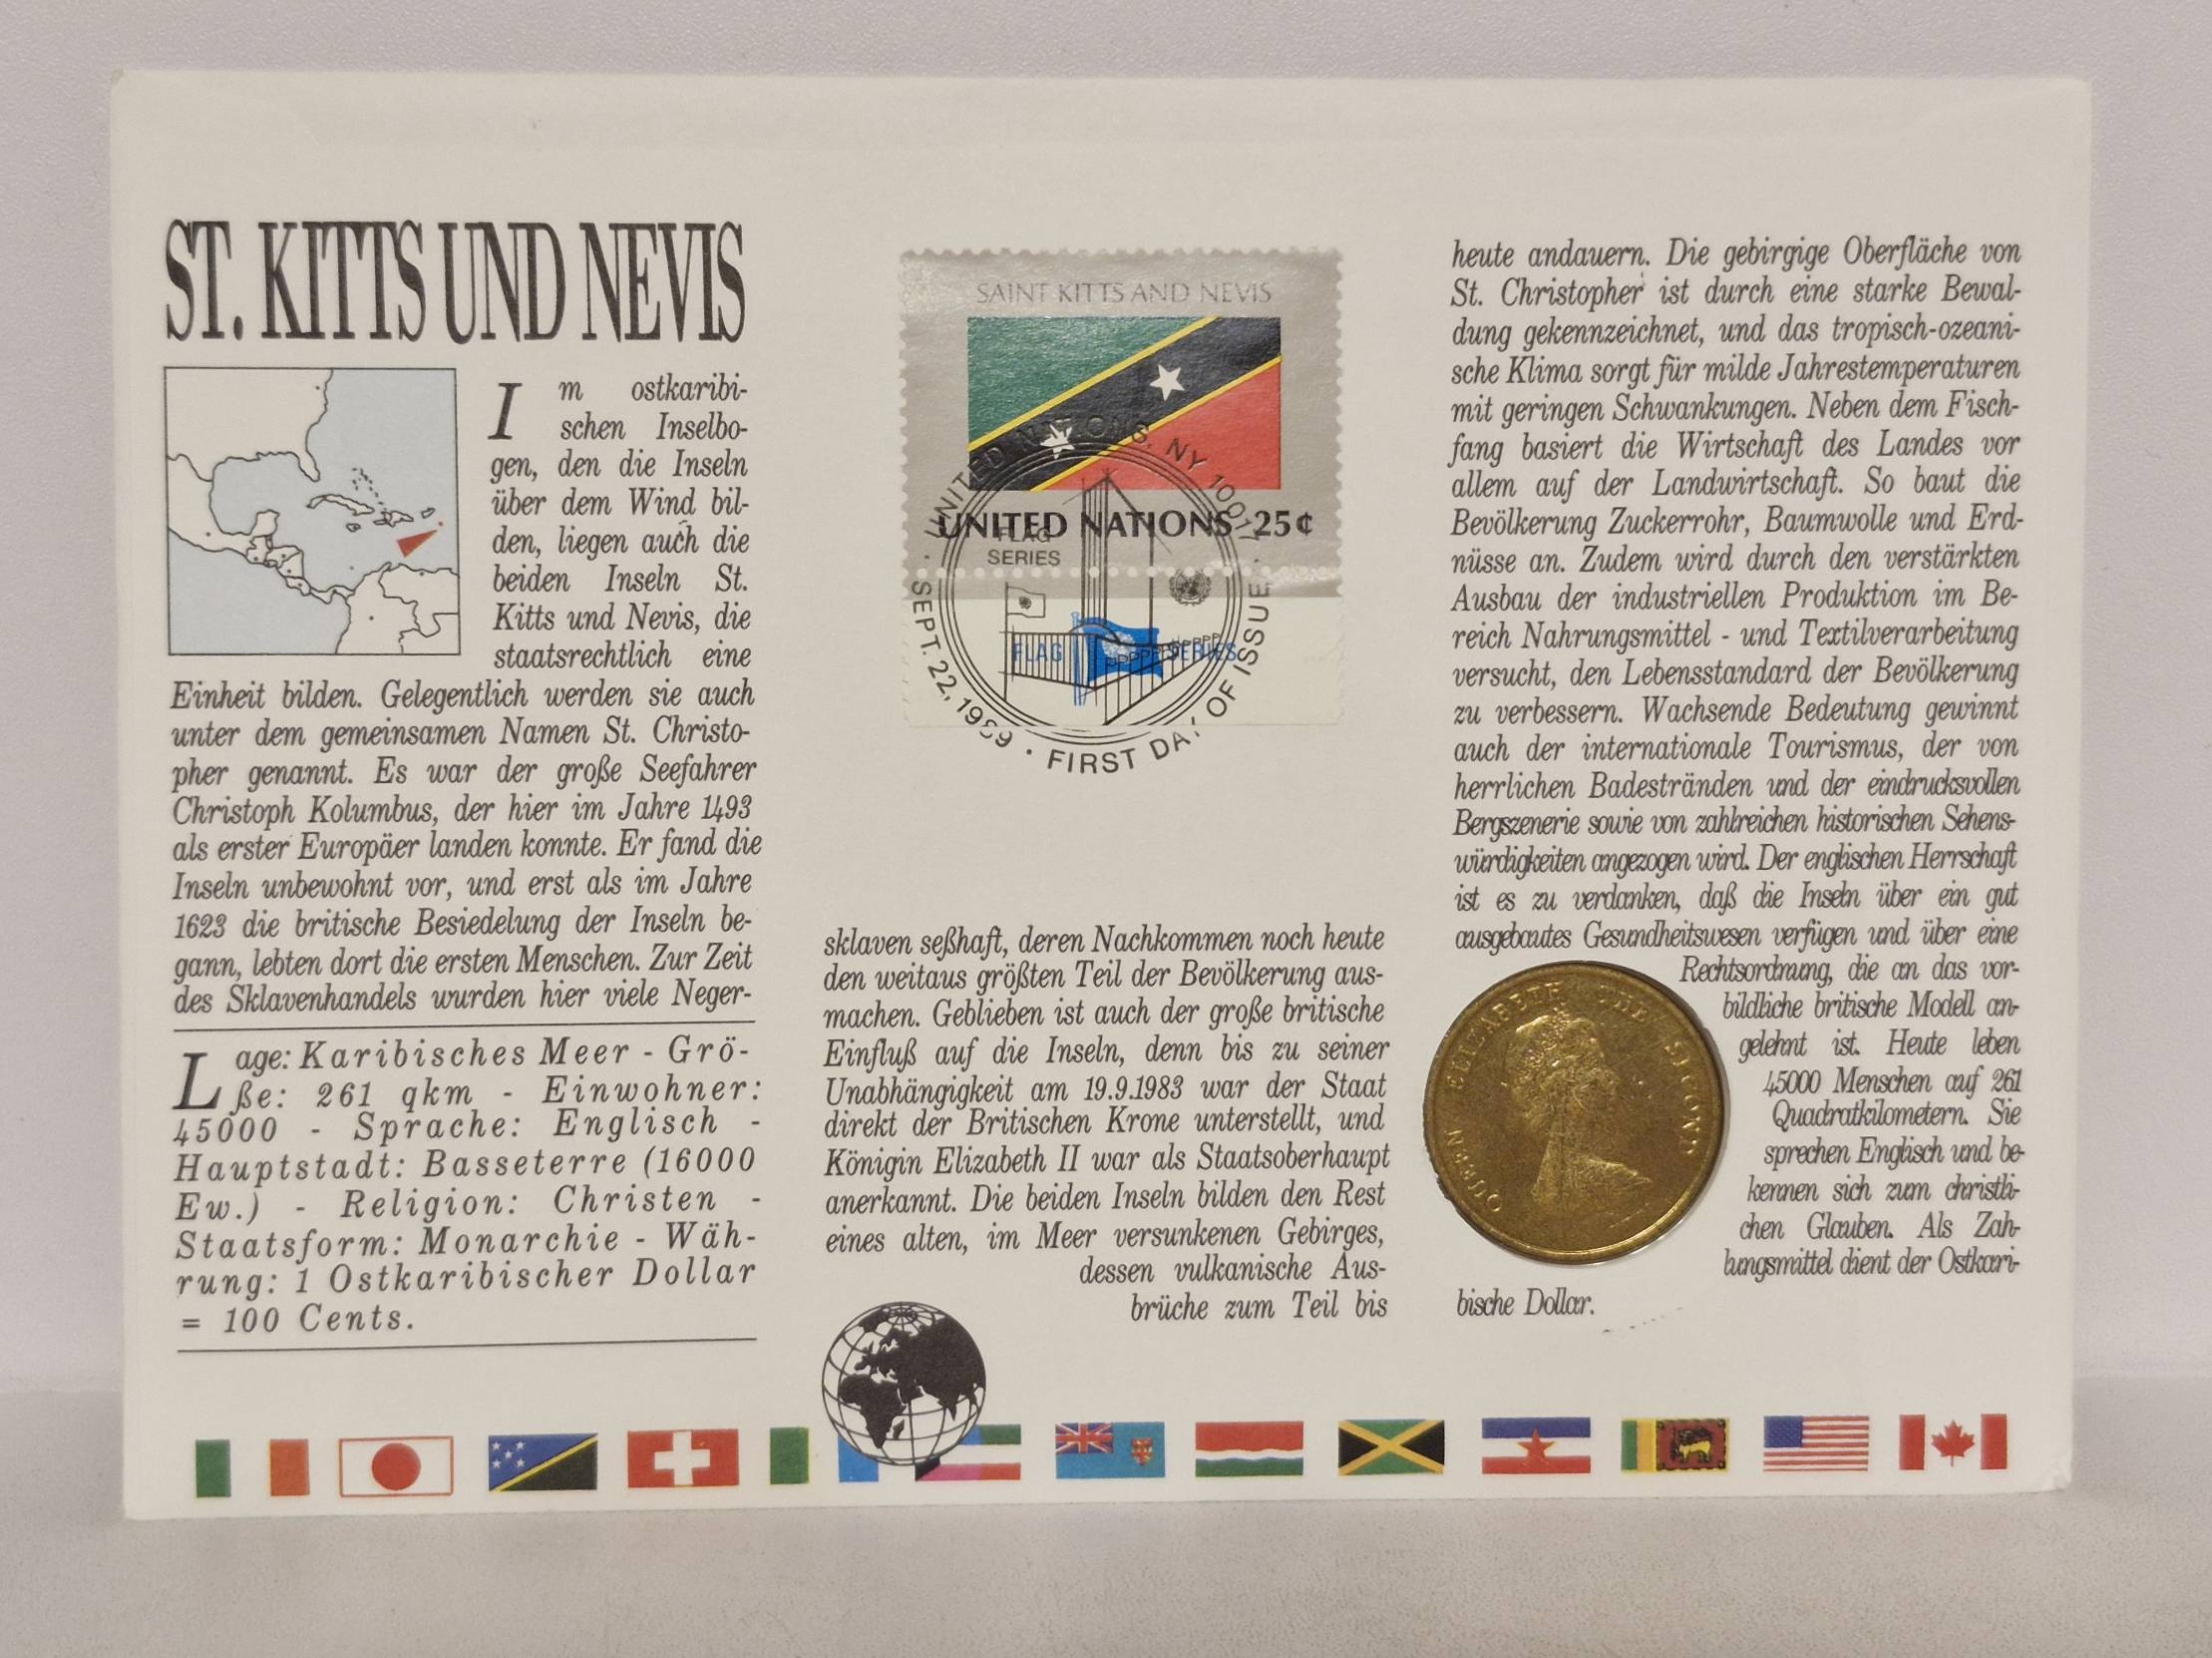 ST. KITTS UND NEVIS
Im ostkaribi-
schen Inselbo-
gen, den die Inseln
über dem Wind bil-
den, liegen auch die
beiden Inseln St.
Kitts und Nevis, die
staatsrechtlich eine
Einheit bilden. Gelegentlich werden sie auch
unter dem gemeinsamen Namen St. Christo-
pher genannt. Es war der große Seefahrer
Christoph Kolumbus, der hier im Jahre 1493
als erster Europäer landen konnte. Er fand die
Inseln unbewohnt vor, und erst als im Jahre
1623 die britische Besiedelung der Inseln be-
gann, lebten dort die ersten Menschen. Zur Zeit
des Sklavenhandels wurden hier viele Neger-
Lage: Karibisches Meer - Grö-
ße: 261 qkm - Einwohner:
45000 - Sprache: Englisch -
Hauptstadt: Basseterre (16000
Ew.) - Religion: Christen -
Staatsform: Monarchie - Wäh-
rung: 1 Ostkaribischer Dollar
= 100 Cents.
SAINT KITTS AND NEVIS
UNITED NATIONS 25¢
FLAG SERIES
UNITED NATIONS, NY 10017
FLAG
SERIES
SEPT. 22, 1989 · FIRST DAY OF ISSUE
sklaven seßhaft, deren Nachkommen noch heute
den weitaus größten Teil der Bevölkerung aus-
machen. Geblieben ist auch der große britische
Einfluß auf die Inseln, denn bis zu seiner
Unabhängigkeit am 19.9.1983 war der Staat
direkt der Britischen Krone unterstellt, und
Königin Elizabeth II war als Staatsoberhaupt
anerkannt. Die beiden Inseln bilden den Rest
eines alten, im Meer versunkenen Gebirges,
dessen vulkanische Aus-
brüche zum Teil bis
heute andauern. Die gebirgige Oberfläche von
St. Christopher ist durch eine starke Bewal-
dung gekennzeichnet, und das tropisch-ozeani-
sche Klima sorgt für milde Jahrestemperaturen
mit geringen Schwankungen. Neben dem Fisch-
fang basiert die Wirtschaft des Landes vor
allem auf der Landwirtschaft. So baut die
Bevölkerung Zuckerrohr, Baumwolle und Erd-
nüsse an. Zudem wird durch den verstärkten
Ausbau der industriellen Produktion im Be-
reich Nahrungsmittel - und Textilverarbeitung
versucht, den Lebensstandard der Bevölkerung
zu verbessern. Wachsende Bedeutung gewinnt
auch der internationale Tourismus, der von
herrlichen Badestränden und der eindrucksvollen
Bergszenerie sowie von zahlreichen historischen Sehens-
würdigkeiten angezogen wird. Der englischen Herrschaft
ist es zu verdanken, daß die Inseln über ein gut
ausgebautes Gesundheitswesen verfügen und über eine
Rechtsordnung, die an das vor-
bildliche britische Modell an-
gelehnt ist. Heute leben
45000 Menschen auf 261
Quadratkilometern. Sie
sprechen Englisch und be-
kennen sich zum christli-
chen Glauben. Als Zah-
lungsmittel dient der Ostkari-
bische Dollar.
QUEEN ELIZABETH THE SECOND